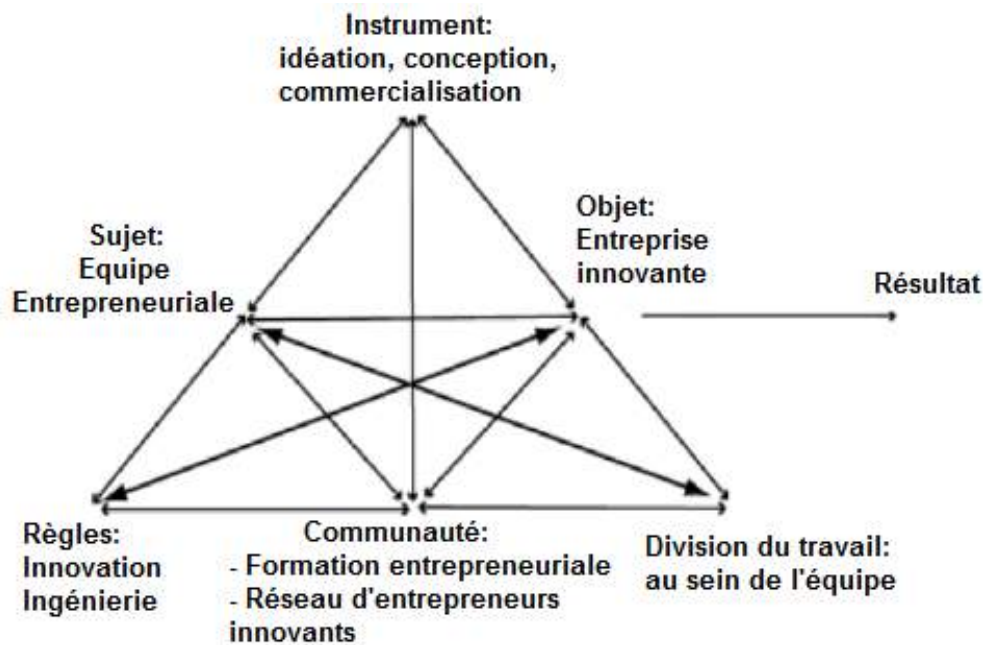 Instrument:
idéation, conception,
commercialisation
Sujet:
Equipe
Entrepreneuriale
Objet:
Entreprise
innovante
Résultat
Règles:
Innovation
Ingénierie
Communauté:
- Formation entrepreneuriale
- Réseau d'entrepreneurs
innovants
Division du travail:
au sein de l'équipe